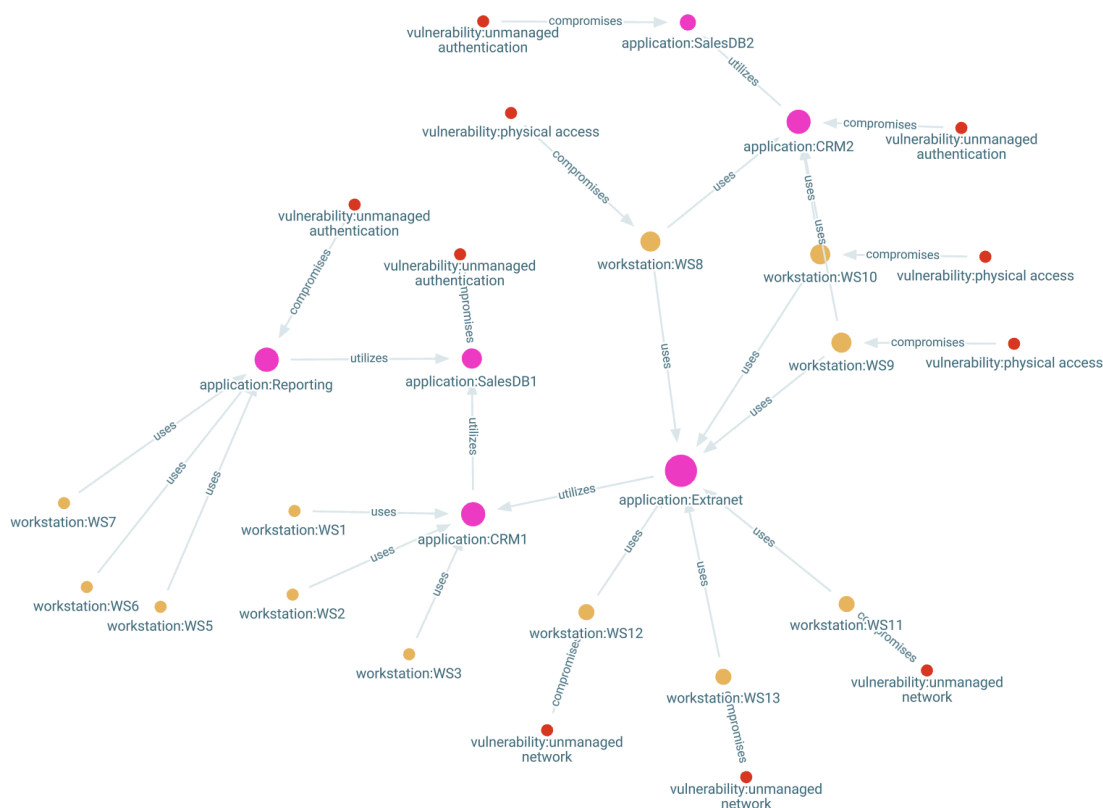 compromises
vulnerability:unmanaged
authentication
application:SalesDB2
utilizes
vulnerability:physical access
compromises
application:CRM2
compromises
vulnerability:unmanaged
authentication
uses
uses
uses
vulnerability:unmanaged
authentication
compromises
vulnerability:unmanaged
authentication
compromises
workstation:WS8
workstation:WS10
compromises
vulnerability:physical access
workstation:WS9
compromises
vulnerability:physical access
application:Reporting
utilizes
application:SalesDB1
utilizes
uses
uses
uses
uses
uses
uses
workstation:WS7
workstation:WS6
workstation:WS5
workstation:WS1
uses
application:CRM1
utilizes
application:Extranet
workstation:WS2
uses
workstation:WS3
uses
uses
uses
uses
workstation:WS12
compromises
vulnerability:unmanaged
network
workstation:WS13
compromises
vulnerability:unmanaged
network
workstation:WS11
compromises
vulnerability:unmanaged
network